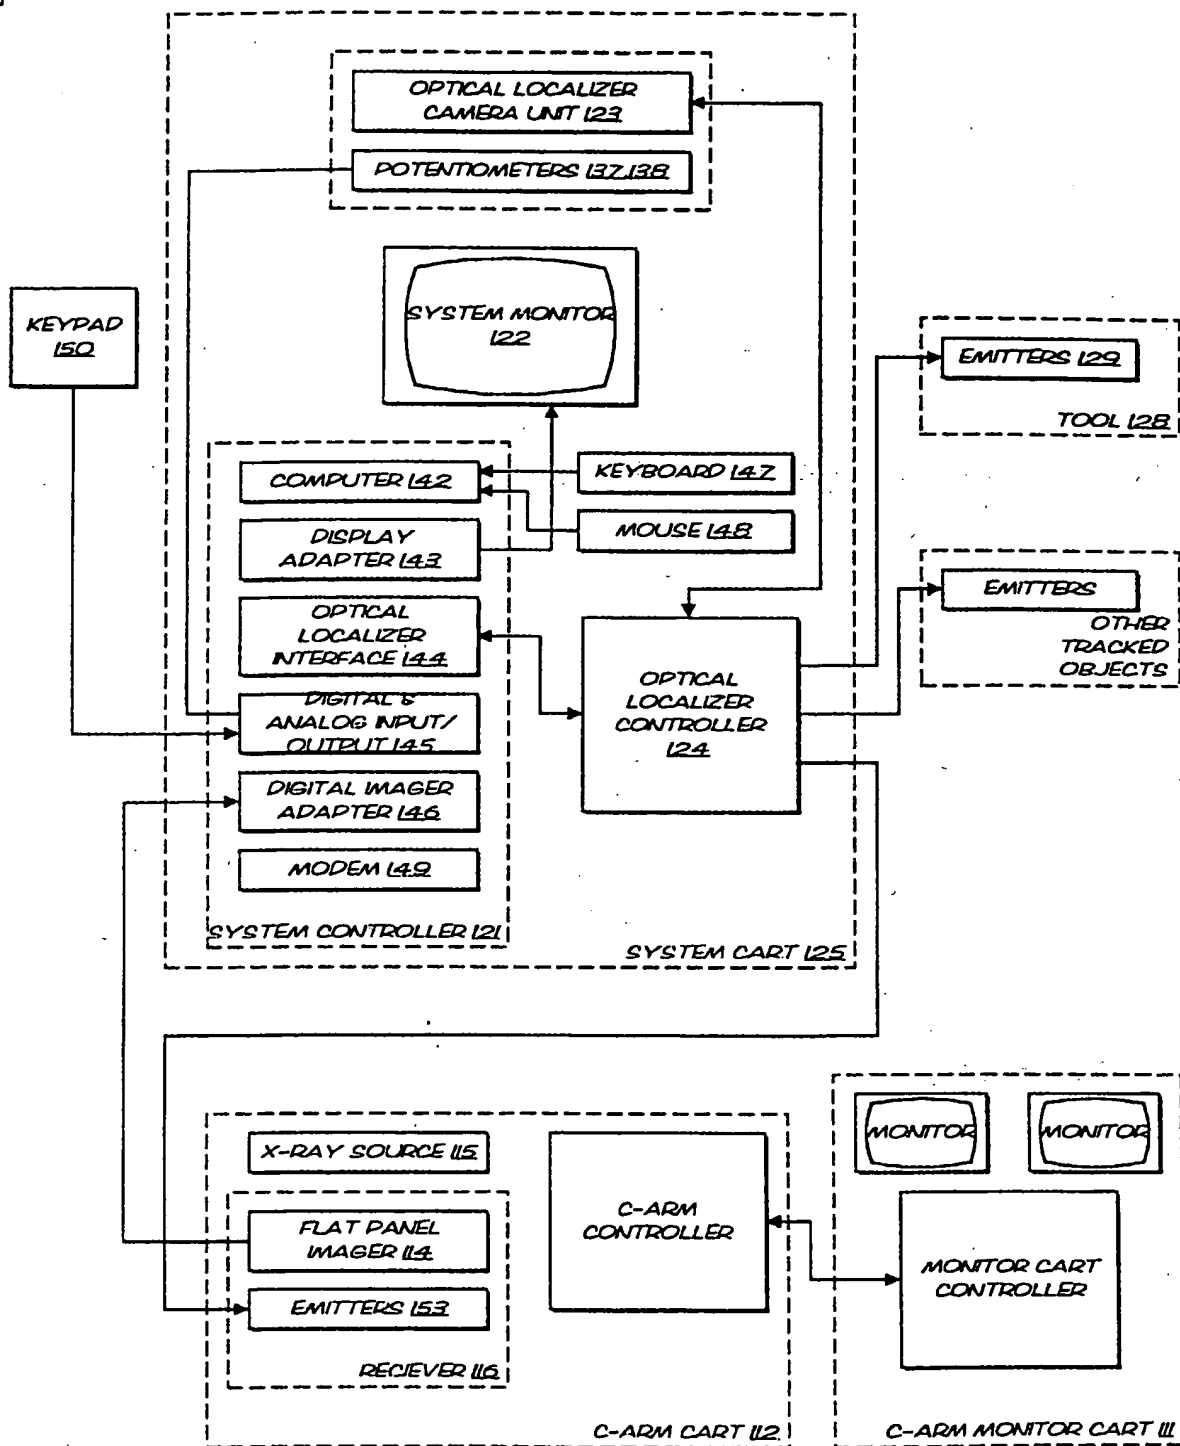 OPTICAL LOCALIZER
CAMERA UNIT 123
POTENTIOMETERS 137,138
SYSTEM MONITOR
122
KEYPAD
150
EMITTERS 129
TOOL 128
COMPUTER 142
KEYBOARD 147
MOUSE 148
DISPLAY
ADAPTER 143
OPTICAL
LOCALIZER
INTERFACE 144
DIGITAL &
ANALOG INPUT/
OUTPUT 145
DIGITAL IMAGER
ADAPTER 146
MODEM 149
SYSTEM CONTROLLER 121
OPTICAL
LOCALIZER
CONTROLLER
124
SYSTEM CART 125
EMITTERS
OTHER
TRACKED
OBJECTS
X-RAY SOURCE 115
FLAT PANEL
IMAGER 114
EMITTERS 153
RECIEVER 116
C-ARM
CONTROLLER
C-ARM CART 112
MONITOR
MONITOR
MONITOR CART
CONTROLLER
C-ARM MONITOR CART 111